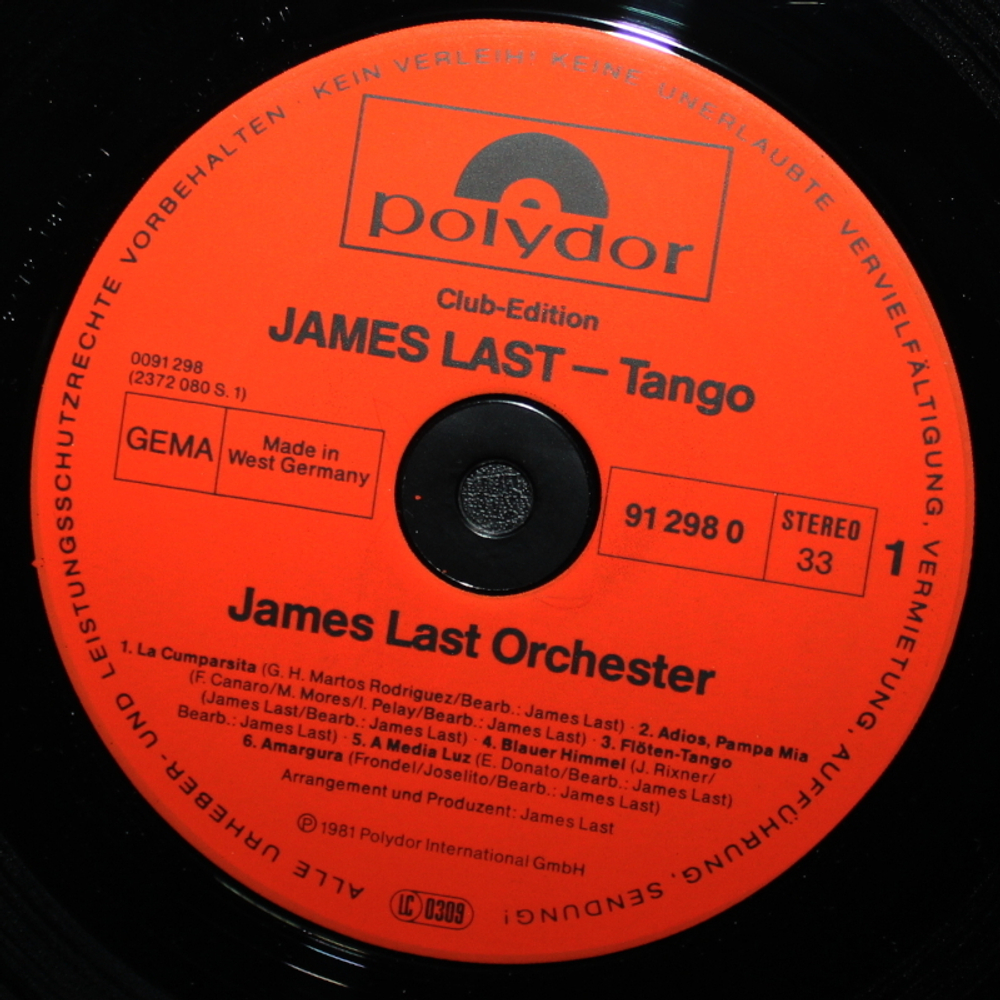 ALLE URHEBER- UND LEISTUNGSSCHUTZRECHTE VORBEHALTEN · KEIN VERLEIH! KEINE UNERLAUBTE VERVIELFÄLTIGUNG, VERMIETUNG, AUFFÜHRUNG, SENDUNG!
polydor
Club-Edition
JAMES LAST – Tango
0091 298
(2372 080 S. 1)
GEMA
Made in
West Germany
91 298 0
STEREO
33
1
James Last Orchester
1. La Cumparsita (G. H. Martos Rodriguez/Bearb.: James Last) · 2. Adios, Pampa Mia
(F. Canaro/M. Mores/I. Pelay/Bearb.: James Last) · 3. Flöten-Tango
(James Last/Bearb.: James Last) · 4. Blauer Himmel (J. Rixner/
Bearb.: James Last) · 5. A Media Luz (E. Donato/Bearb.: James Last)
6. Amargura (Frondel/Joselito/Bearb.: James Last)
Arrangement und Produzent: James Last
℗ 1981 Polydor International GmbH
LC 0309